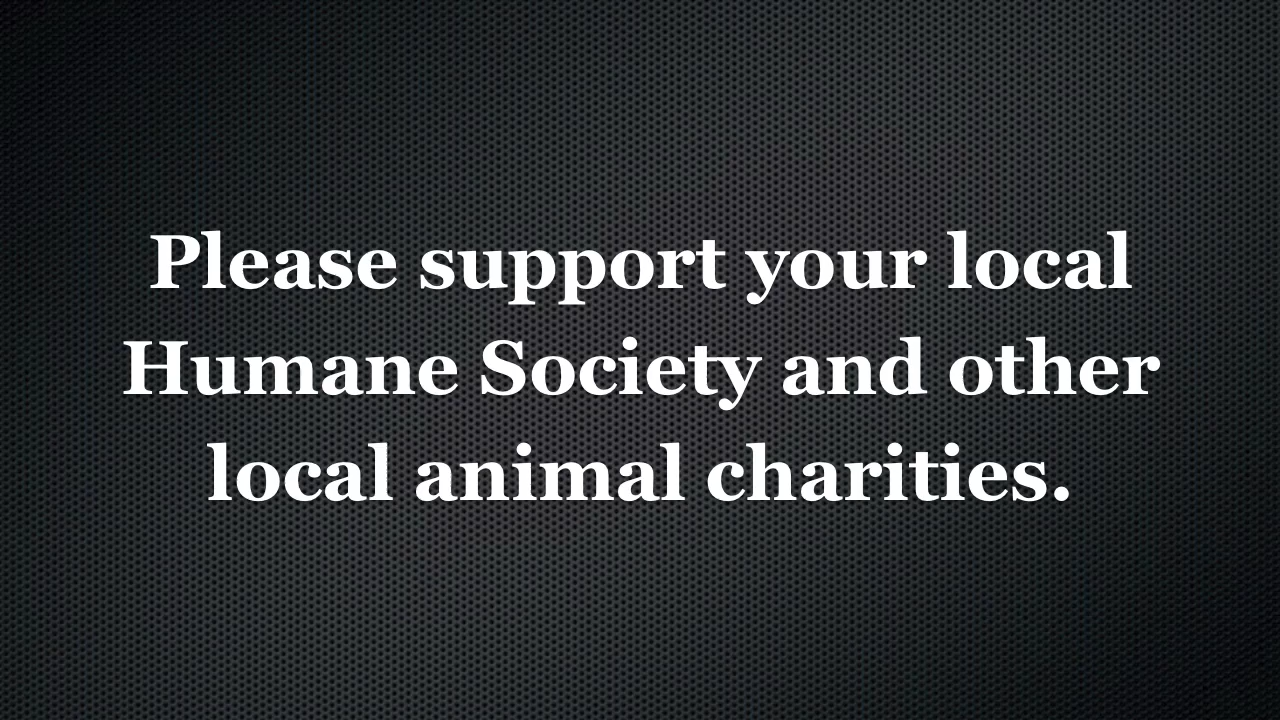 Please support your local
Humane Society and other
local animal charities.